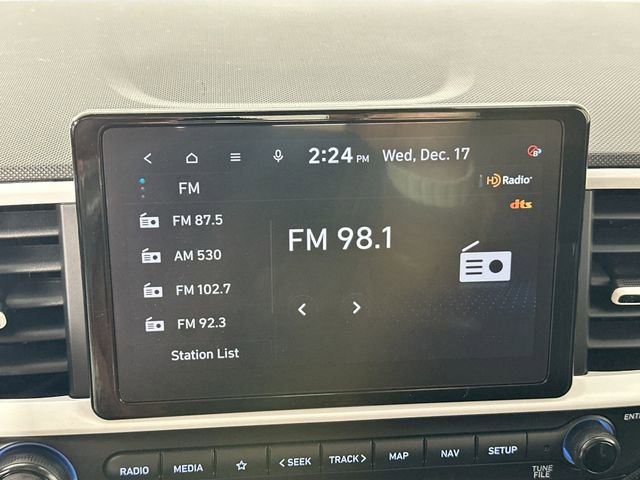 2:24 PM Wed, Dec. 17
HD Radio
dts
FM
FM 87.5
AM 530
FM 102.7
FM 92.3
Station List
FM 98.1
RADIO MEDIA < SEEK TRACK > MAP NAV SETUP
TUNE
FILE